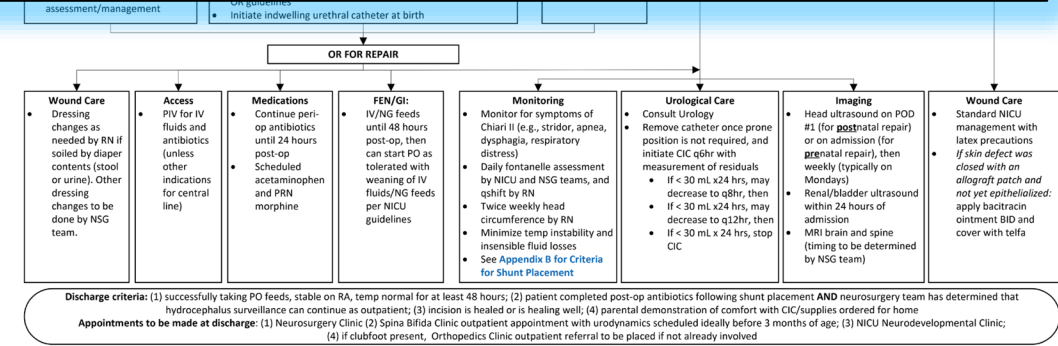 assessment/management
OR guidelines
• Initiate indwelling urethral catheter at birth
OR FOR REPAIR
Wound Care
• Dressing
changes as
needed by RN if
soiled by diaper
contents (stool
or urine). Other
dressing
changes to be
done by NSG
team.
Access
• PIV for IV
fluids and
antibiotics
(unless
other
indications
for central
line)
Medications
• Continue peri-
op antibiotics
until 24 hours
post-op
• Scheduled
acetaminophen
and PRN
morphine
FEN/GI:
• IV/NG feeds
until 48 hours
post-op, then
can start PO as
tolerated with
weaning of IV
fluids/NG feeds
per NICU
guidelines
Monitoring
• Monitor for symptoms of
Chiari II (e.g., stridor, apnea,
dysphagia, respiratory
distress)
• Daily fontanelle assessment
by NICU and NSG teams, and
qshift by RN
• Twice weekly head
circumference by RN
• Minimize temp instability and
insensible fluid losses
• See Appendix B for Criteria
for Shunt Placement
Urological Care
• Consult Urology
• Remove catheter once prone
position is not required, and
initiate CIC q6hr with
measurement of residuals
• If < 30 mL x24 hrs, may
decrease to q8hr, then
• If < 30 mL x 24 hrs, may
decrease to q12hr, then
• If < 30 mL x 24 hrs, stop
CIC
Imaging
• Head ultrasound on POD
#1 (for postnatal repair)
or on admission (for
prenatal repair), then
weekly (typically on
Mondays)
• Renal/bladder ultrasound
within 24 hours of
admission
• MRI brain and spine
(timing to be determined
by NSG team)
Wound Care
• Standard NICU
management with
latex precautions
• If skin defect was
closed with an
allograft patch and
not yet epithelialized:
apply bacitracin
ointment BID and
cover with telfa
Discharge criteria: (1) successfully taking PO feeds, stable on RA, temp normal for at least 48 hours; (2) patient completed post-op antibiotics following shunt placement AND neurosurgery team has determined that
hydrocephalus surveillance can continue as outpatient; (3) incision is healed or is healing well; (4) parental demonstration of comfort with CIC/supplies ordered for home
Appointments to be made at discharge: (1) Neurosurgery Clinic (2) Spina Bifida Clinic outpatient appointment with urodynamics scheduled ideally before 3 months of age; (3) NICU Neurodevelopmental Clinic;
(4) if clubfoot present, Orthopedics Clinic outpatient referral to be placed if not already involved